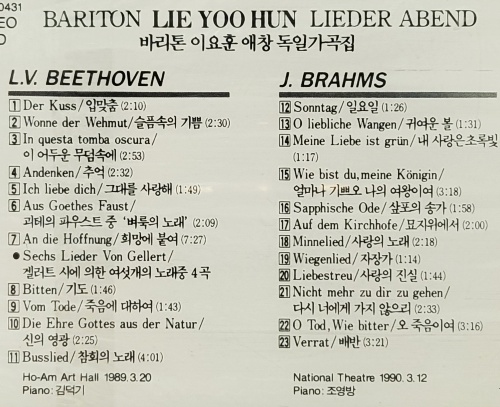 0431
EO
D
BARITON LIE YOO HUN LIEDER ABEND
바리톤 이요훈 애창 독일가곡집
L.V. BEETHOVEN
1 Der Kuss/입맞춤 (2:10)
2 Wonne der Wehmut/슬픔속의 기쁨 (2:30)
3 In questa tomba oscura/
이 어두운 무덤속에 (2:53)
4 Andenken/추억 (2:32)
5 Ich liebe dich/그대를 사랑해 (1:49)
6 Aus Goethes Faust/
괴테의 파우스트 중 '벼룩의 노래' (2:09)
7 An die Hoffnung/희망에 붙여 (7:27)
● Sechs Lieder Von Gellert/
겔러트 시에 의한 여섯개의 노래중 4곡
8 Bitten/기도 (1:46)
9 Vom Tode/죽음에 대하여 (1:43)
10 Die Ehre Gottes aus der Natur/
신의 영광 (2:25)
11 Busslied/참회의 노래 (4:01)
Ho-Am Art Hall 1989.3.20
Piano: 김덕기
J. BRAHMS
12 Sonntag/일요일 (1:26)
13 O liebliche Wangen/귀여운 볼 (1:31)
14 Meine Liebe ist grün/내 사랑은 초록빛
(1:17)
15 Wie bist du, meine Königin/
얼마나 기쁘오 나의 여왕이여 (3:18)
16 Sapphische Ode/살포의 송가 (1:58)
17 Auf dem Kirchhofe/묘지위에서 (2:00)
18 Minnelied/사랑의 노래 (2:18)
19 Wiegenlied/자장가 (1:14)
20 Liebestreu/사랑의 진실 (1:44)
21 Nicht mehr zu dir zu gehen/
다시 너에게 가지 않으리 (2:33)
22 O Tod, Wie bitter/오 죽음이여 (3:16)
23 Verrat/배반 (3:21)
National Theatre 1990.3.12
Piano: 조영방